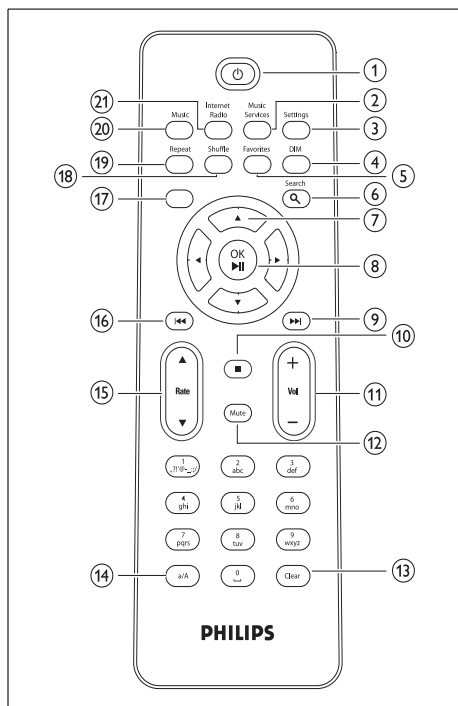 1
21 Internet Radio Music Services 2
20 Music Settings 3
19 Repeat Shuffle Favorites DIM 4
18 5
17 Search 6
7
OK 8
16 9
10
15 Rate + Vol − 11
Mute 12
1 .,?!'@-_:;/ 2 abc 3 def
4 ghi 5 jkl 6 mno
7 pqrs 8 tuv 9 wxyz
14 a/A 0 Clear 13
PHILIPS